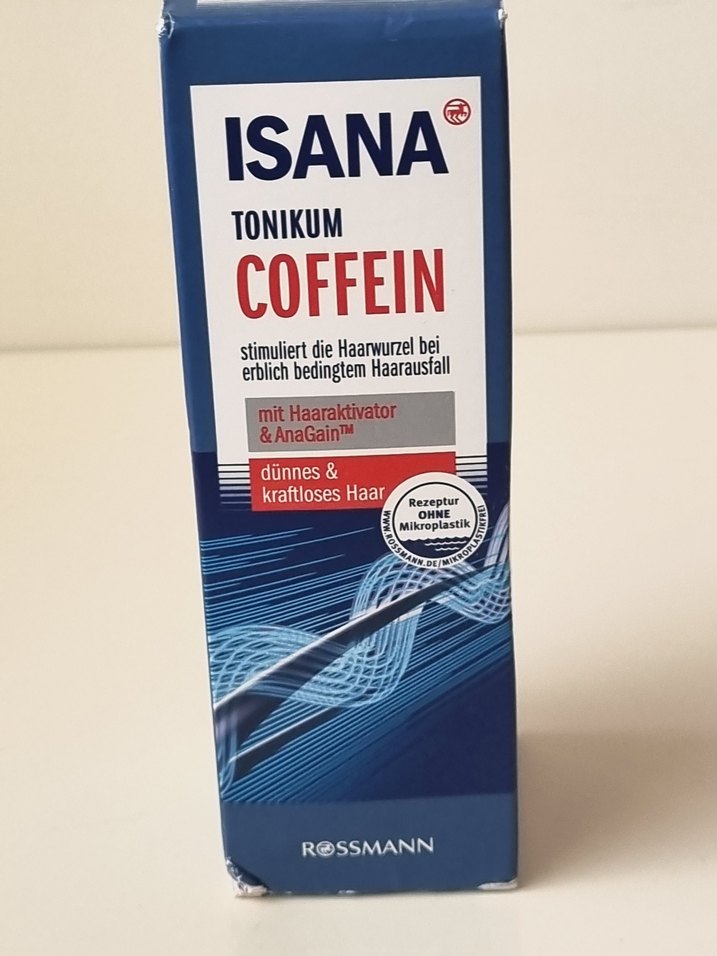 ISANA
TONIKUM
COFFEIN
stimuliert die Haarwurzel bei
erblich bedingtem Haarausfall
mit Haaraktivator
& AnaGain™
dünnes &
kraftloses Haar
Rezeptur
OHNE
Mikroplastik
WWW.ROSSMANN.DE/MIKROPLASTIKFREI
ROSSMANN